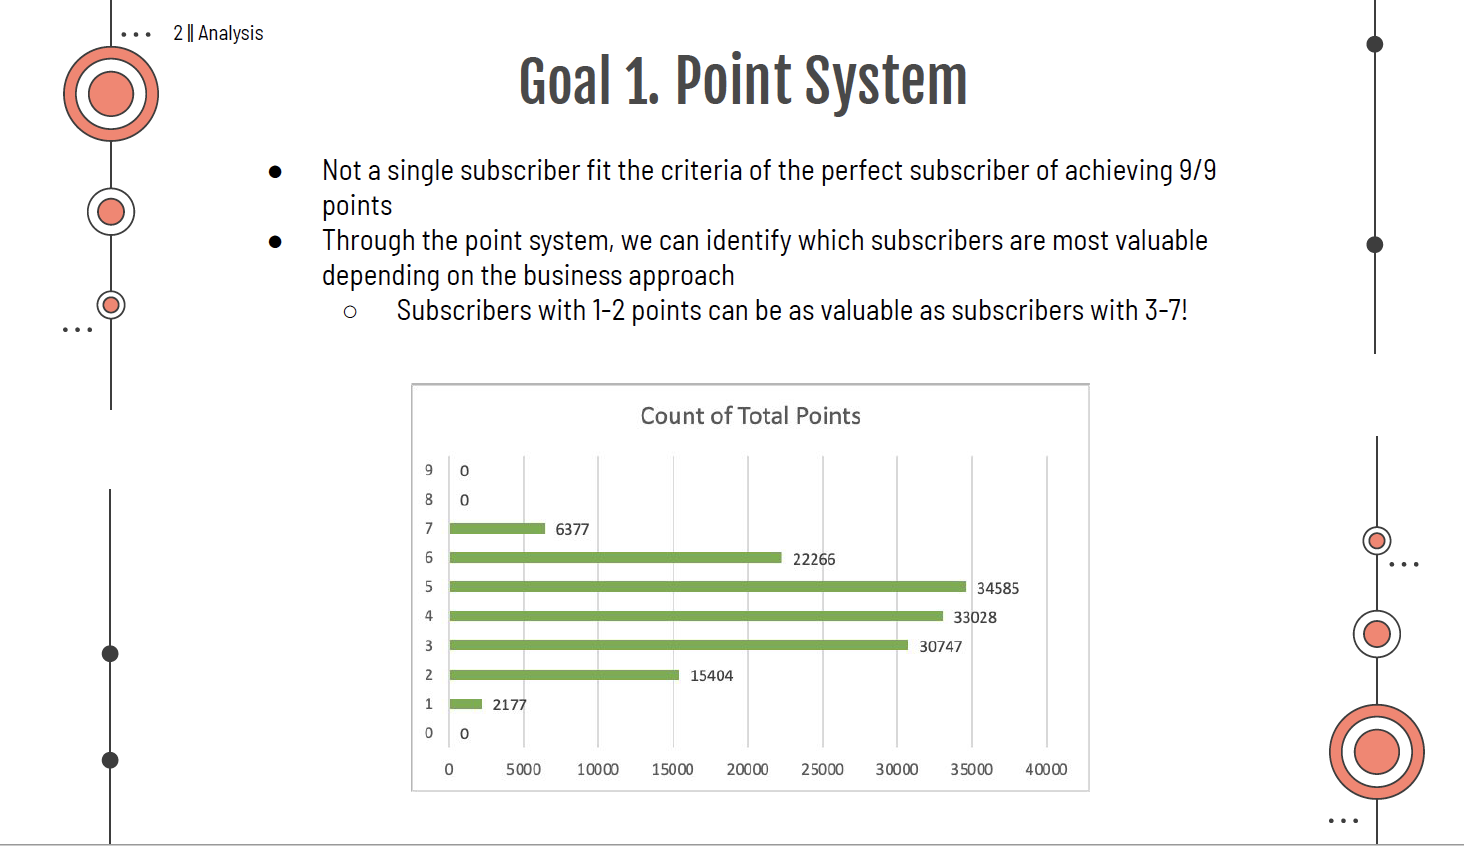 2 || Analysis
Goal 1. Point System
● Not a single subscriber fit the criteria of the perfect subscriber of achieving 9/9
points
● Through the point system, we can identify which subscribers are most valuable
depending on the business approach
○ Subscribers with 1-2 points can be as valuable as subscribers with 3-7!
Count of Total Points
9 0
8 0
7 6377
6 22266
5 34585
4 33028
3 30747
2 15404
1 2177
0 0
0 5000 10000 15000 20000 25000 30000 35000 40000